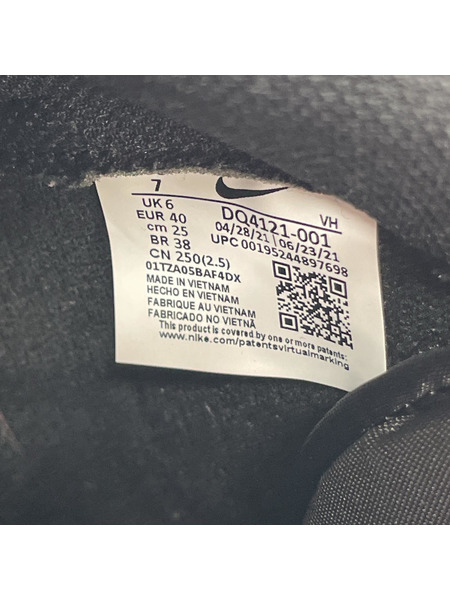 7
UK 6
EUR 40
cm 25
BR 38
CN 250(2.5)
DQ4121-001 VH
04/28/21 | 06/23/21
UPC 00195244897698
01TZA05BAF4DX
MADE IN VIETNAM
HECHO EN VIETNAM
FABRIQUE AU VIETNAM
FABRICADO NO VIETNÃ
This product is covered by one or more patents:
www.nike.com/patentsvirtualmarking